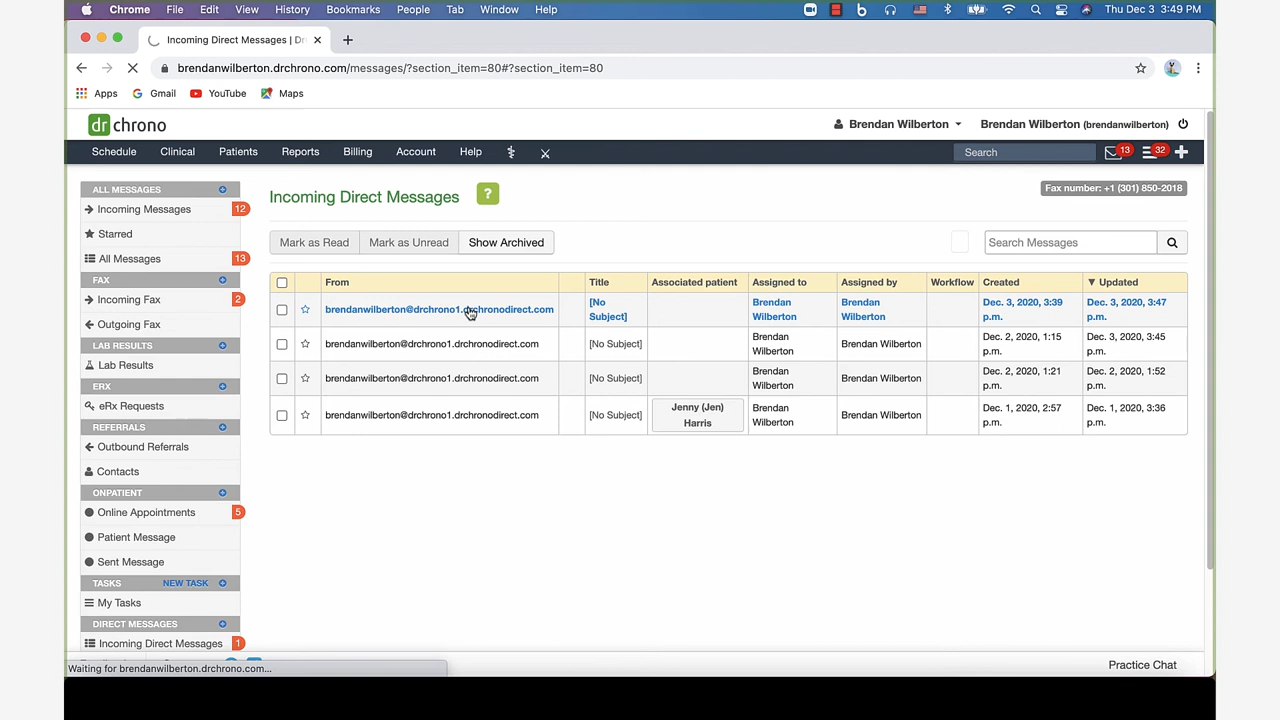 Chrome File Edit View History Bookmarks People Tab Window Help Thu Dec 3 3:49 PM
Incoming Direct Messages | Dr
brendanwilberton.drchrono.com/messages/?section_item=80#?section_item=80
Apps Gmail YouTube Maps
dr chrono Brendan Wilberton Brendan Wilberton (brendanwilberton)
Schedule Clinical Patients Reports Billing Account Help Search 13 32
ALL MESSAGES
Incoming Messages 12
Starred
All Messages 13
FAX
Incoming Fax 2
Outgoing Fax
LAB RESULTS
Lab Results
ERX
eRx Requests
REFERRALS
Outbound Referrals
Contacts
ONPATIENT
Online Appointments 5
Patient Message
Sent Message
TASKS NEW TASK
My Tasks
DIRECT MESSAGES
Incoming Direct Messages 1
Incoming Direct Messages ?
Fax number: +1 (301) 850-2018
Mark as Read Mark as Unread Show Archived Search Messages
From Title Associated patient Assigned to Assigned by Workflow Created ▼ Updated
brendanwilberton@drchrono1.drchronodirect.com [No Subject] Brendan Wilberton Brendan Wilberton Dec. 3, 2020, 3:39 p.m. Dec. 3, 2020, 3:47 p.m.
brendanwilberton@drchrono1.drchronodirect.com [No Subject] Brendan Wilberton Brendan Wilberton Dec. 2, 2020, 1:15 p.m. Dec. 3, 2020, 3:45 p.m.
brendanwilberton@drchrono1.drchronodirect.com [No Subject] Brendan Wilberton Brendan Wilberton Dec. 2, 2020, 1:21 p.m. Dec. 2, 2020, 1:52 p.m.
brendanwilberton@drchrono1.drchronodirect.com [No Subject] Jenny (Jen) Harris Brendan Wilberton Brendan Wilberton Dec. 1, 2020, 2:57 p.m. Dec. 1, 2020, 3:36 p.m.
Waiting for brendanwilberton.drchrono.com...
Practice Chat